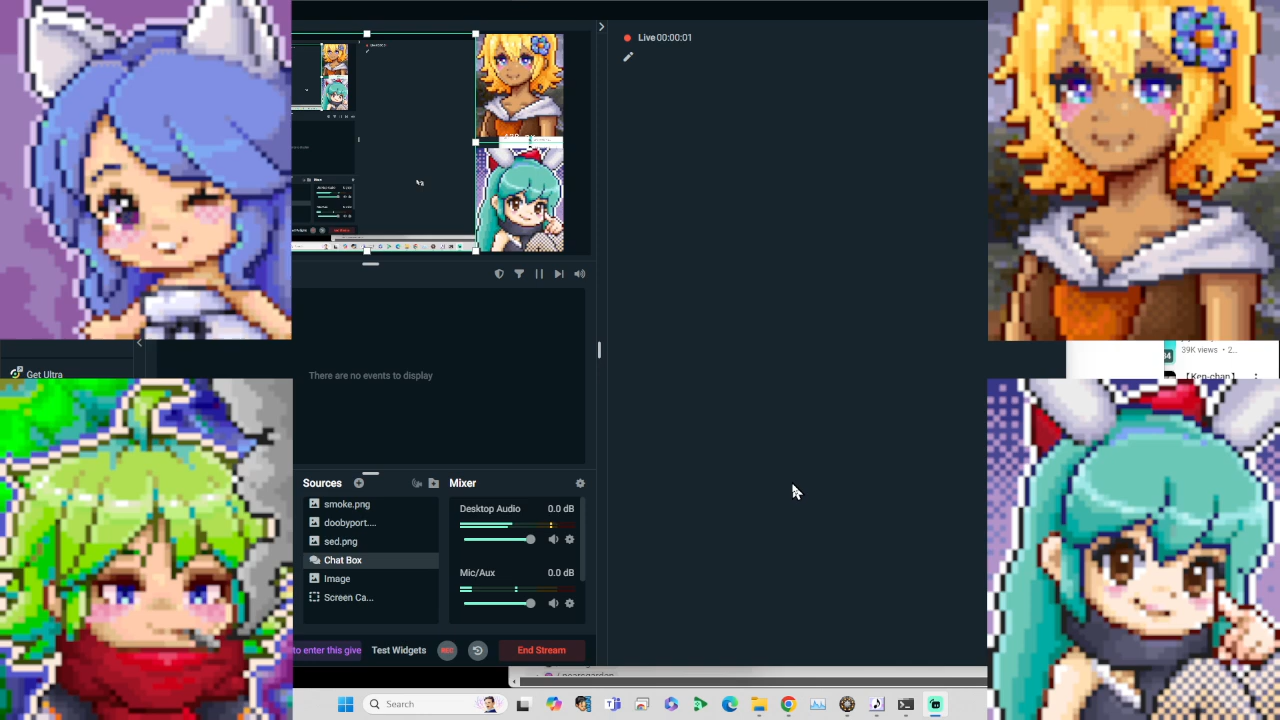 Live 00:00:01
39K views • 2...
【Ken-chan】
Get Ultra
There are no events to display
Sources
Mixer
smoke.png
doobyport....
sed.png
Chat Box
Image
Screen Ca...
Desktop Audio
0.0 dB
Mic/Aux
0.0 dB
to enter this give
Test Widgets
REC
End Stream
Search